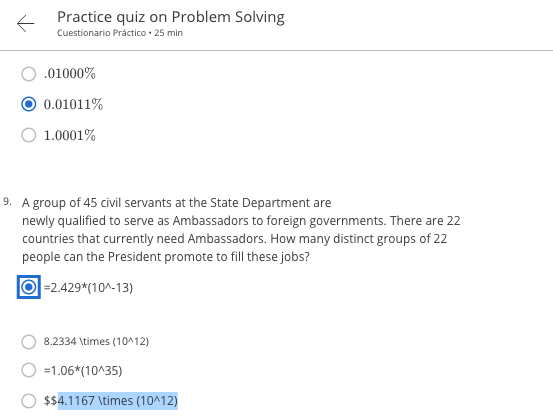 Practice quiz on Problem Solving
Cuestionario Práctico • 25 min
.01000%
0.01011%
1.0001%
9. A group of 45 civil servants at the State Department are
newly qualified to serve as Ambassadors to foreign governments. There are 22
countries that currently need Ambassadors. How many distinct groups of 22
people can the President promote to fill these jobs?
=2.429*(10^-13)
8.2334 \times (10^12)
=1.06*(10^35)
$$4.1167 \times (10^12)